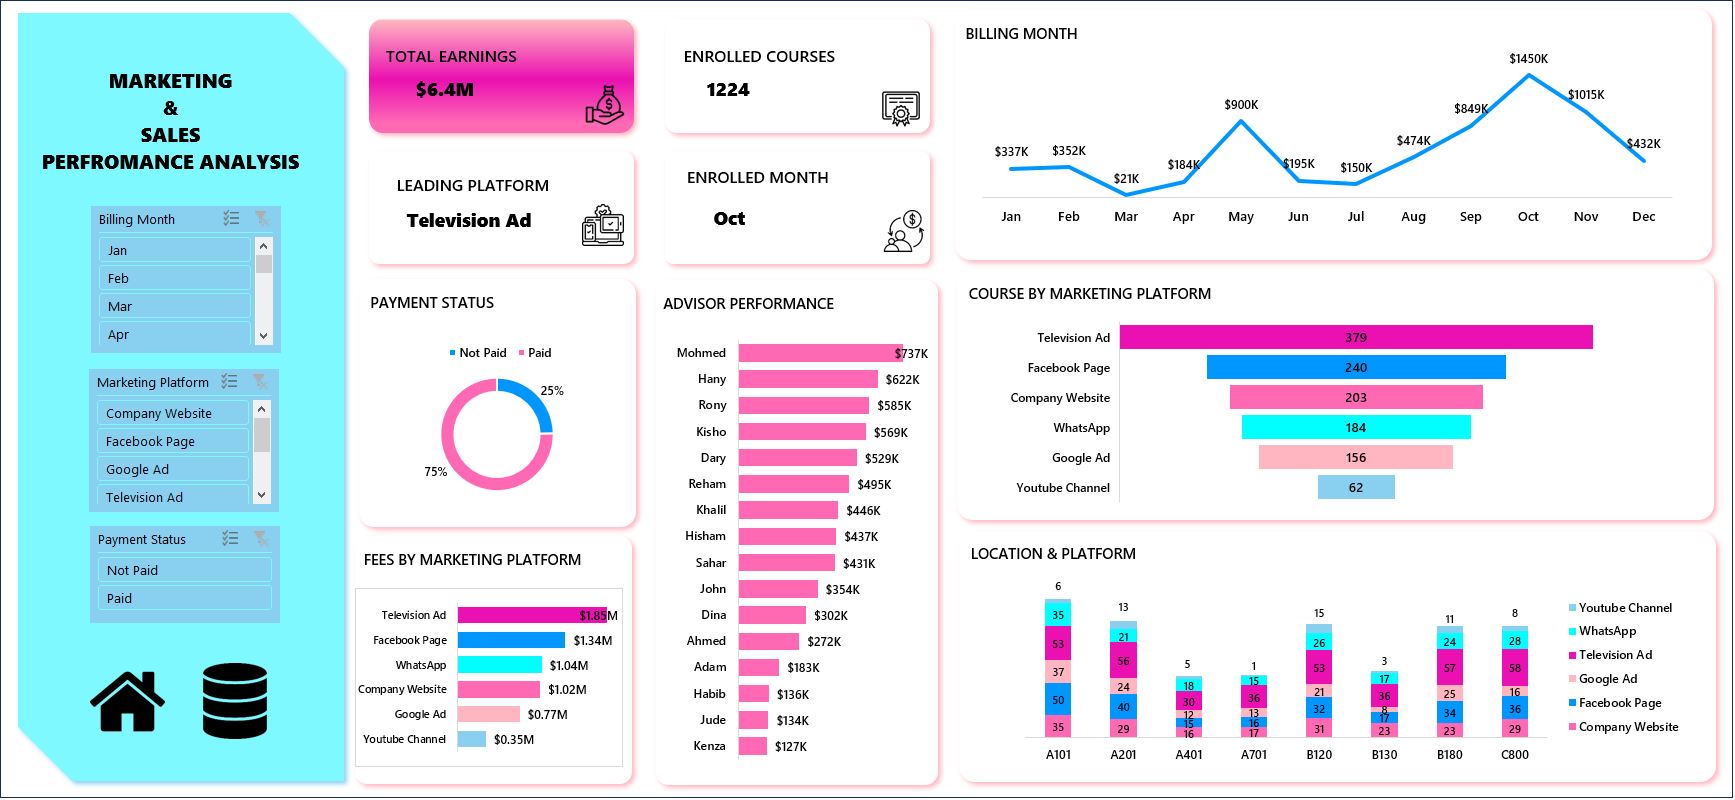 MARKETING
&
SALES
PERFROMANCE ANALYSIS
Billing Month
Jan
Feb
Mar
Apr
Marketing Platform
Company Website
Facebook Page
Google Ad
Television Ad
Payment Status
Not Paid
Paid
TOTAL EARNINGS
$6.4M
ENROLLED COURSES
1224
LEADING PLATFORM
Television Ad
ENROLLED MONTH
Oct
BILLING MONTH
$337K $352K $21K $184K $900K $195K $150K $474K $849K $1450K $1015K $432K
Jan Feb Mar Apr May Jun Jul Aug Sep Oct Nov Dec
PAYMENT STATUS
Not Paid Paid
25%
75%
FEES BY MARKETING PLATFORM
Television Ad $1.85M
Facebook Page $1.34M
WhatsApp $1.04M
Company Website $1.02M
Google Ad $0.77M
Youtube Channel $0.35M
ADVISOR PERFORMANCE
Mohmed $737K
Hany $622K
Rony $585K
Kisho $569K
Dary $529K
Reham $495K
Khalil $446K
Hisham $437K
Sahar $431K
John $354K
Dina $302K
Ahmed $272K
Adam $183K
Habib $136K
Jude $134K
Kenza $127K
COURSE BY MARKETING PLATFORM
Television Ad 379
Facebook Page 240
Company Website 203
WhatsApp 184
Google Ad 156
Youtube Channel 62
LOCATION & PLATFORM
6 13 5 1 15 3 11 8
35 21 18 15 26 17 24 28
53 56 30 36 53 36 57 58
37 24 12 13 21 8 25 16
50 40 15 16 32 17 34 36
35 29 16 17 31 23 23 29
A101 A201 A401 A701 B120 B130 B180 C800
Youtube Channel
WhatsApp
Television Ad
Google Ad
Facebook Page
Company Website